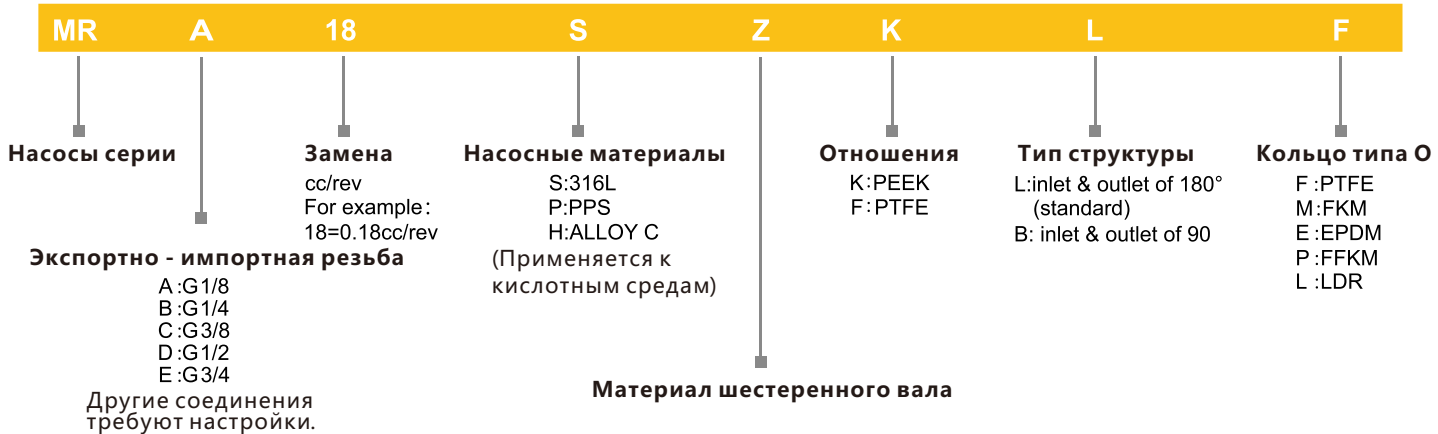 MR A 18 S Z K L F
Насосы серии
Экспортно - импортная резьба
A:G1/8
B:G1/4
C:G3/8
D:G1/2
E:G3/4
Другие соединения
требуют настройки.
Замена
cc/rev
For example:
18=0.18cc/rev
Насосные материалы
S:316L
P:PPS
H:ALLOY C
(Применяется к
кислотным средам)
Материал шестеренного вала
Отношения
K:PEEK
F:PTFE
Тип структуры
L:inlet & outlet of 180°
(standard)
B: inlet & outlet of 90
Кольцо типа О
F :PTFE
M:FKM
E :EPDM
P :FFKM
L :LDR